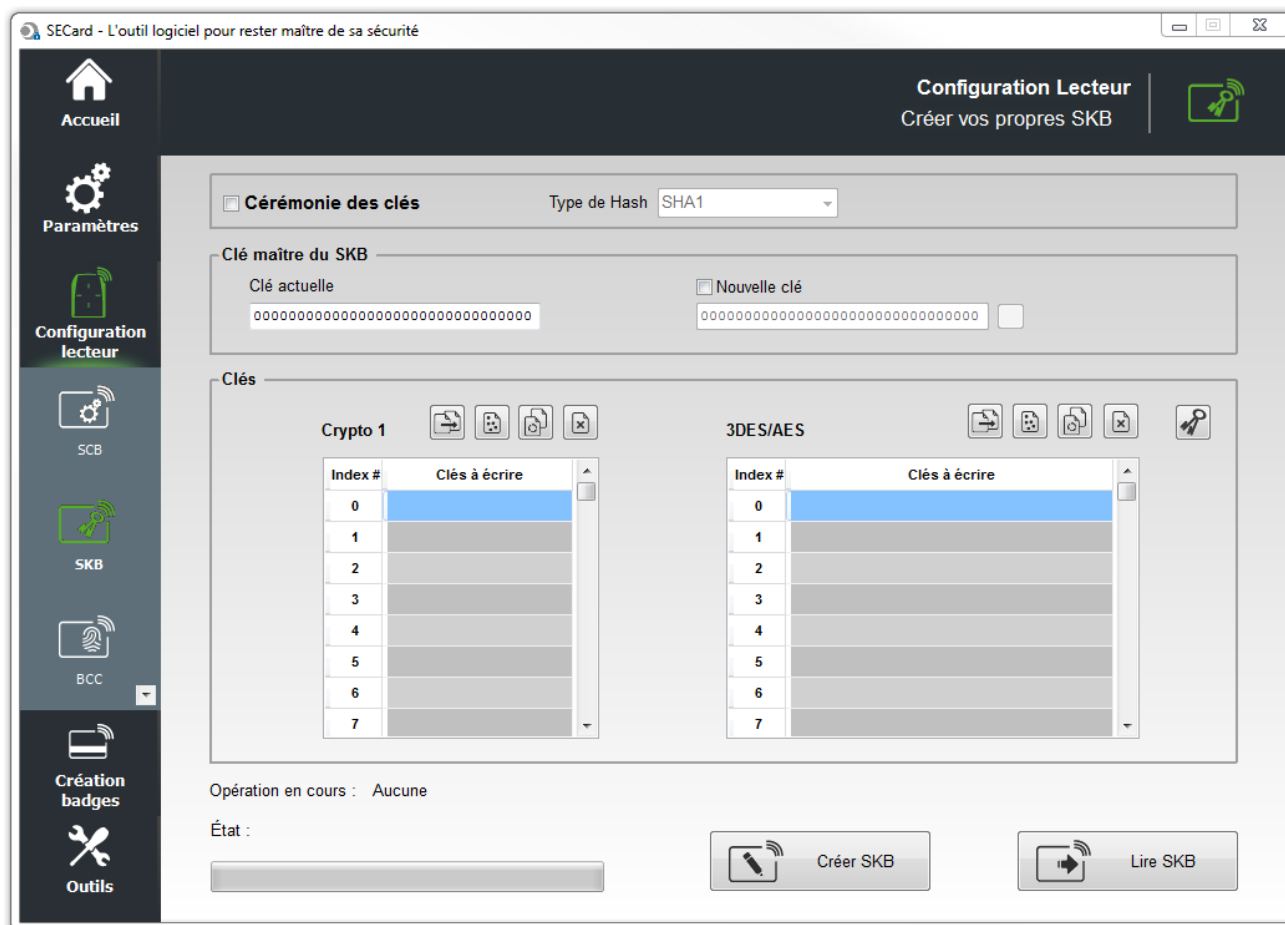 SECard - L'outil logiciel pour rester maître de sa sécurité
Accueil
Configuration Lecteur
Créer vos propres SKB
Paramètres
Configuration
lecteur
SCB
SKB
BCC
Création
badges
Outils
Cérémonie des clés
Type de Hash SHA1
Clé maître du SKB
Clé actuelle
Nouvelle clé
00000000000000000000000000000000
00000000000000000000000000000000
Clés
Crypto 1
3DES/AES
Index # Clés à écrire
0
1
2
3
4
5
6
7
Index # Clés à écrire
0
1
2
3
4
5
6
7
Opération en cours : Aucune
État :
Créer SKB
Lire SKB